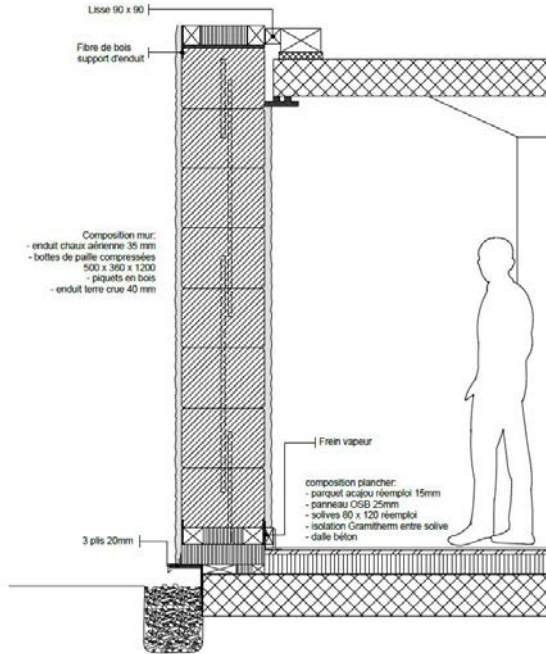 Lisse 90 x 90
Fibre de bois
support d'enduit
Composition mur:
- enduit chaux aérienne 35 mm
- bottes de paille compressées
500 x 360 x 1200
- piquets en bois
- enduit terre crue 40 mm
Frein vapeur
composition plancher:
- parquet acajou réemploi 15mm
- panneau OSB 25mm
- solives 80 x 120 réemploi
- isolation Gramitherm entre solive
- dalle béton
3 plis 20mm